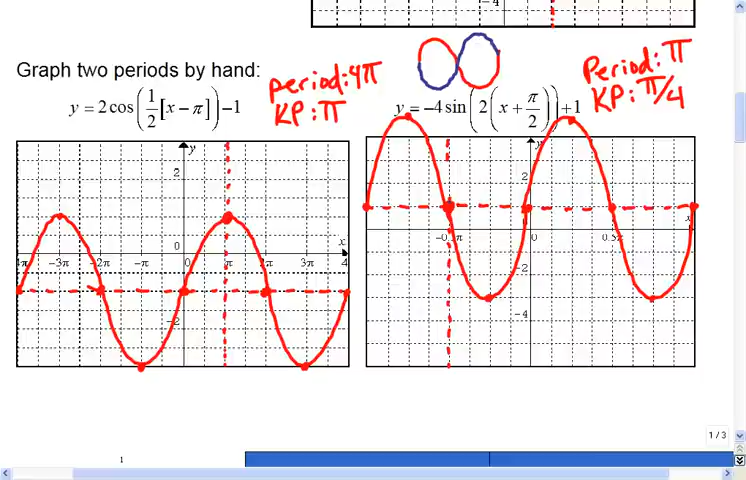 -4
Graph two periods by hand:
period: 4π
KP: π
y = 2cos(1/2[x − π]) −1
Period: π
KP: π/4
y = −4sin(2(x + π/2)) +1
y
2
x
0
-3π
-2π
-π
0
π
2π
3π
4
-2
y
2
x
-0.5π
0
0.5π
-2
-4
1 / 3
1